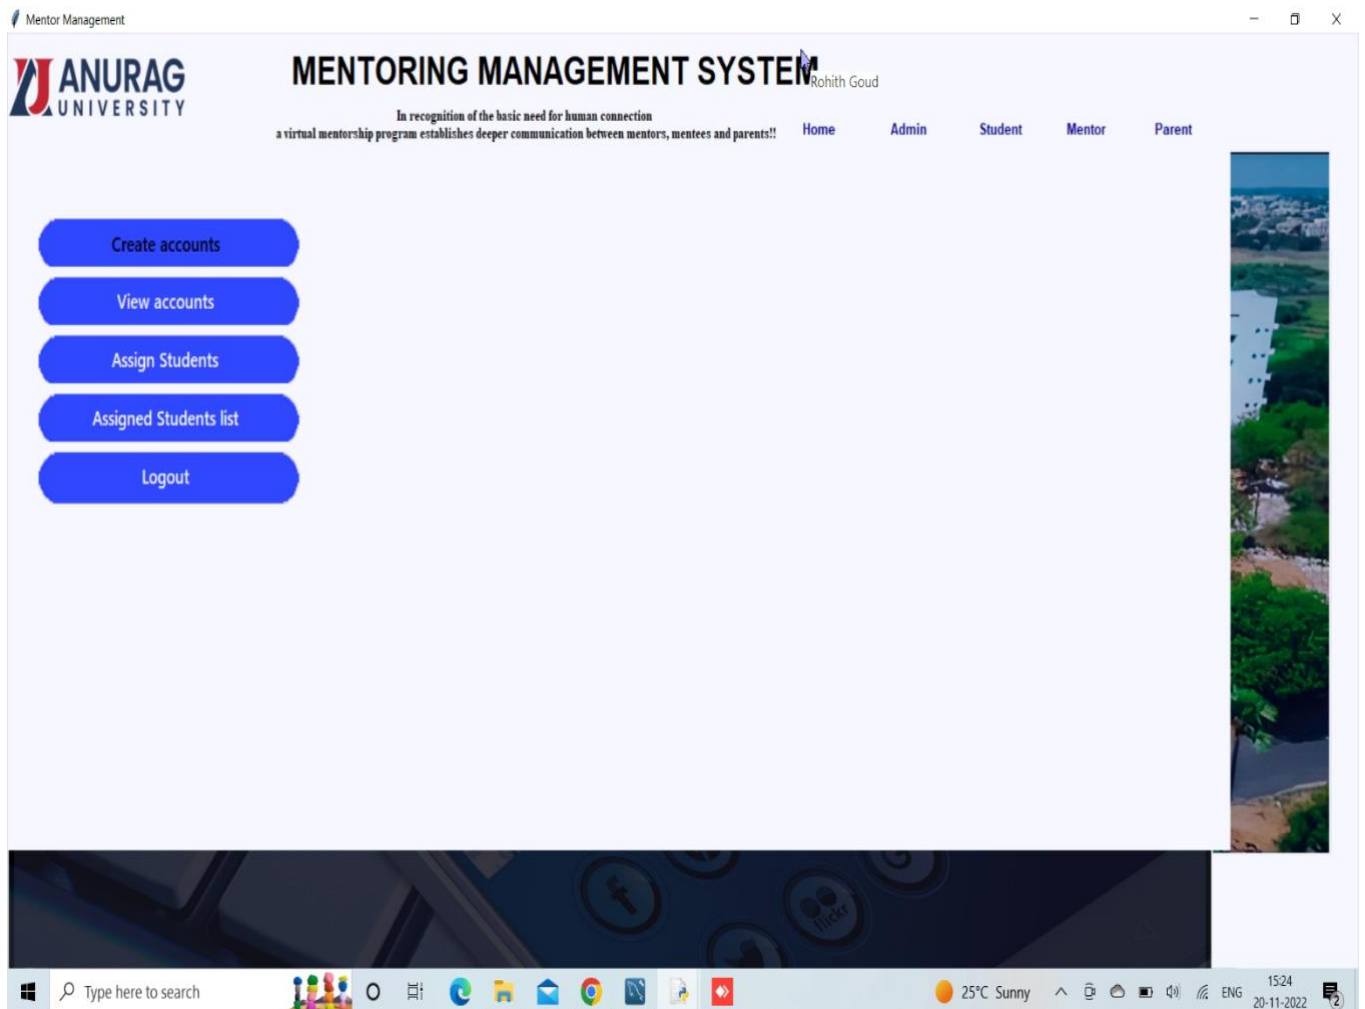 Mentor Management
ANURAG
UNIVERSITY
MENTORING MANAGEMENT SYSTEM
Rohith Goud
In recognition of the basic need for human connection
a virtual mentorship program establishes deeper communication between mentors, mentees and parents!!
Home Admin Student Mentor Parent
Create accounts
View accounts
Assign Students
Assigned Students list
Logout
flickr
Type here to search
25°C Sunny
ENG
15:24
20-11-2022
2